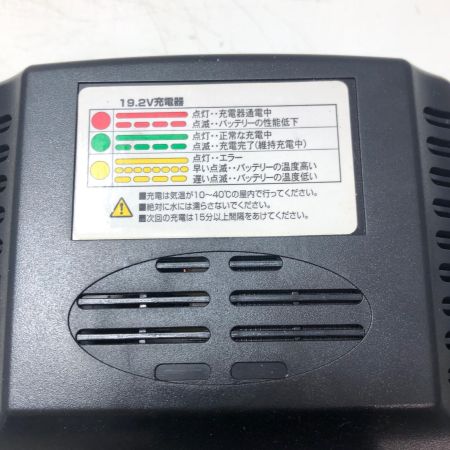 19.2V充電器
点灯‥充電器通電中
点滅‥バッテリーの性能低下
点灯‥正常な充電中
点滅‥充電完了(維持充電中)
点灯‥エラー
早い点滅‥バッテリーの温度高い
遅い点滅‥バッテリーの温度低い
■充電は気温が10~40℃の屋内で行ってください。
■絶対に水には濡らさないでください。
■次回の充電は15分以上間隔をあけてください。